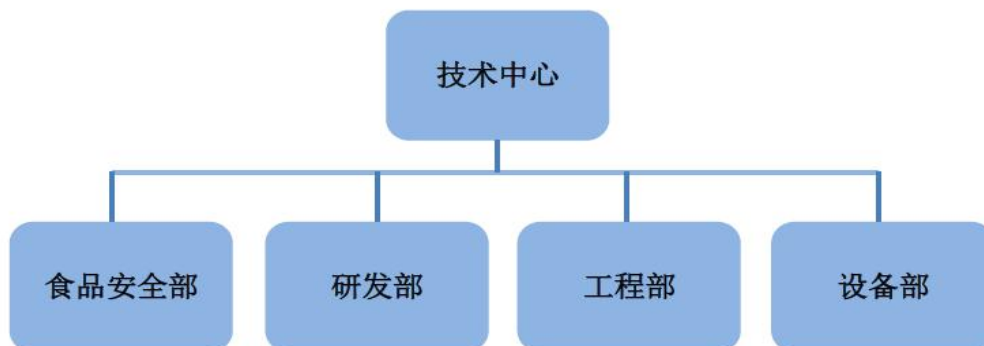 技术中心
食品安全部
研发部
工程部
设备部